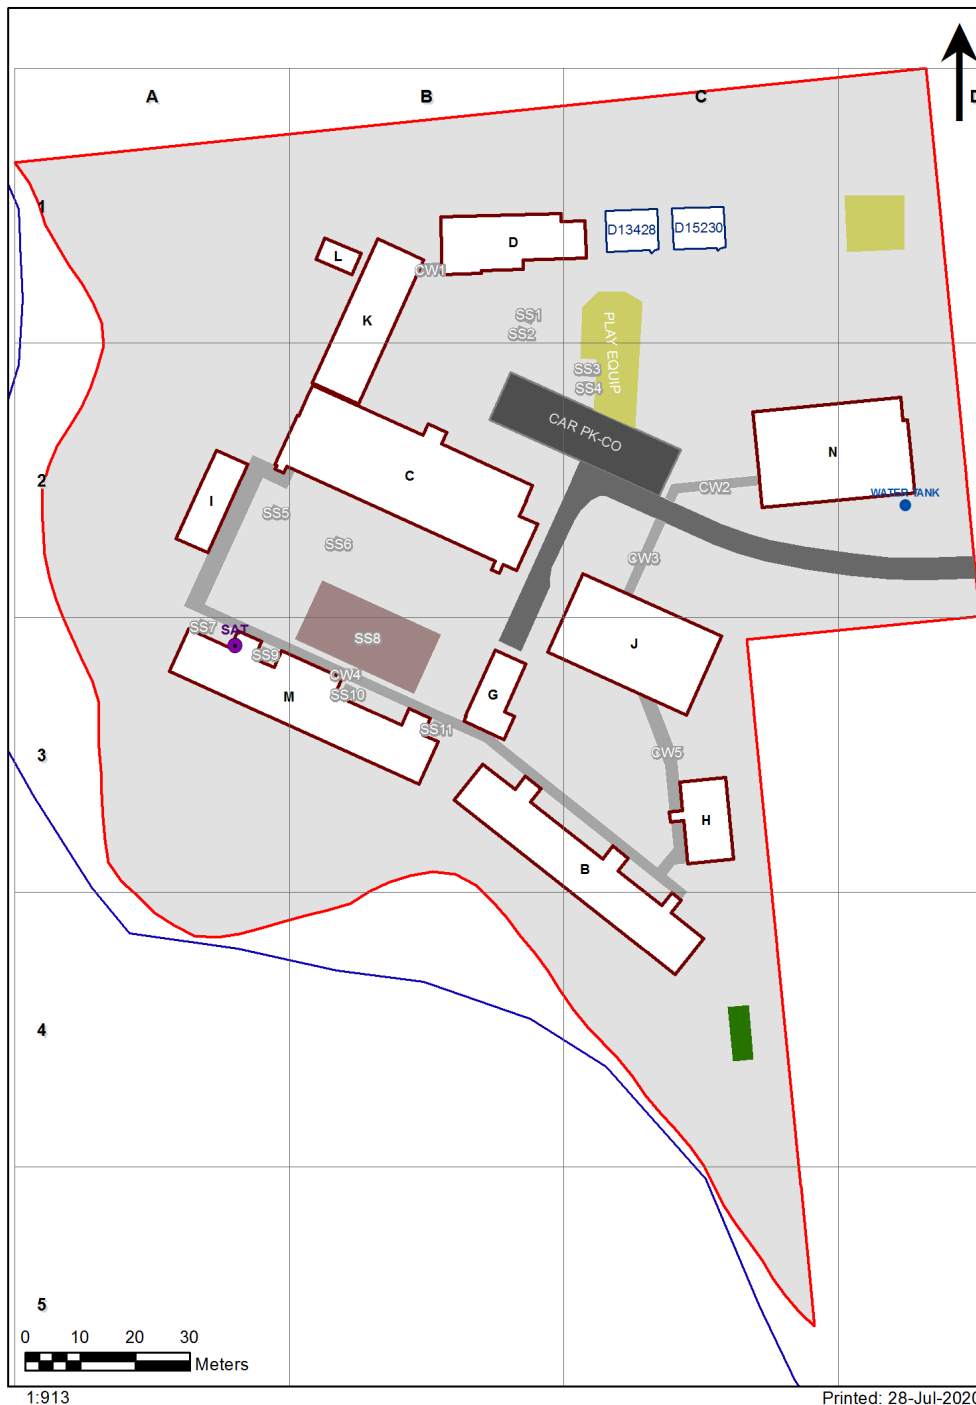 A
B
C
D
1
L
D
D13428
D15230
CW1
K
SS1
SS2
PLAY EQUIP
SS3
SS4
CAR PK-CO
N
2
C
I
CW2
WATER TANK
SS5
SS6
CW3
SS7
SAT
SS8
J
SS9
CW4
M
SS10
G
SS11
3
CW5
H
B
4
5
0 10 20 30
Meters
1:913
Printed: 28-Jul-2020